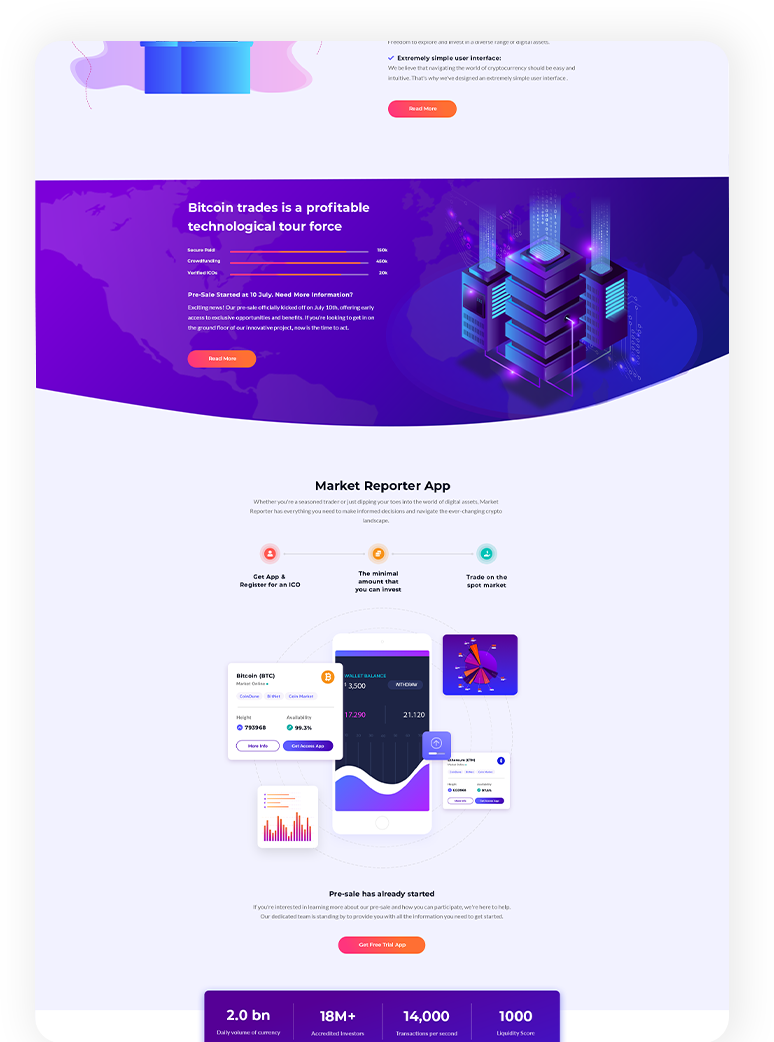 Freedom to explore and invest in a diverse range of digital assets.
Extremely simple user interface:
We believe that navigating the world of cryptocurrency should be easy and
intuitive. That's why we've designed an extremely simple user interface..
Read More
Bitcoin trades is a profitable
technological tour force
Secure Paid 150k
Crowdfunding 450k
Verified ICOs 20k
Pre-Sale Started at 10 July. Need More Information?
Exciting news! Our pre-sale officially kicked off on July 10th, offering early
access to exclusive opportunities and benefits. If you're looking to get in on
the ground floor of our innovative project, now is the time to act.
Read More
Market Reporter App
Whether you're a seasoned trader or just dipping your toes into the world of digital assets, Market
Reporter has everything you need to make informed decisions and navigate the ever-changing crypto
landscape.
Get App &
Register for an ICO
The minimal
amount that
you can invest
Trade on the
spot market
Bitcoin (BTC)
Market Online
Coin Market
Height Availability
793968 99.3%
More Info Get Access App
WALLET BALANCE
$ 3,500 WITHDRAW
17.290 21.120
Height Availability
More Info
Pre-sale has already started
If you're interested in learning more about our pre-sale and how you can participate, we're here to help.
Our dedicated team is standing by to provide you with all the information you need to get started.
Get Free Trial App
2.0 bn 18M+ 14,000 1000
Daily volume of currency Accredited Investors Transactions per second Liquidity Score